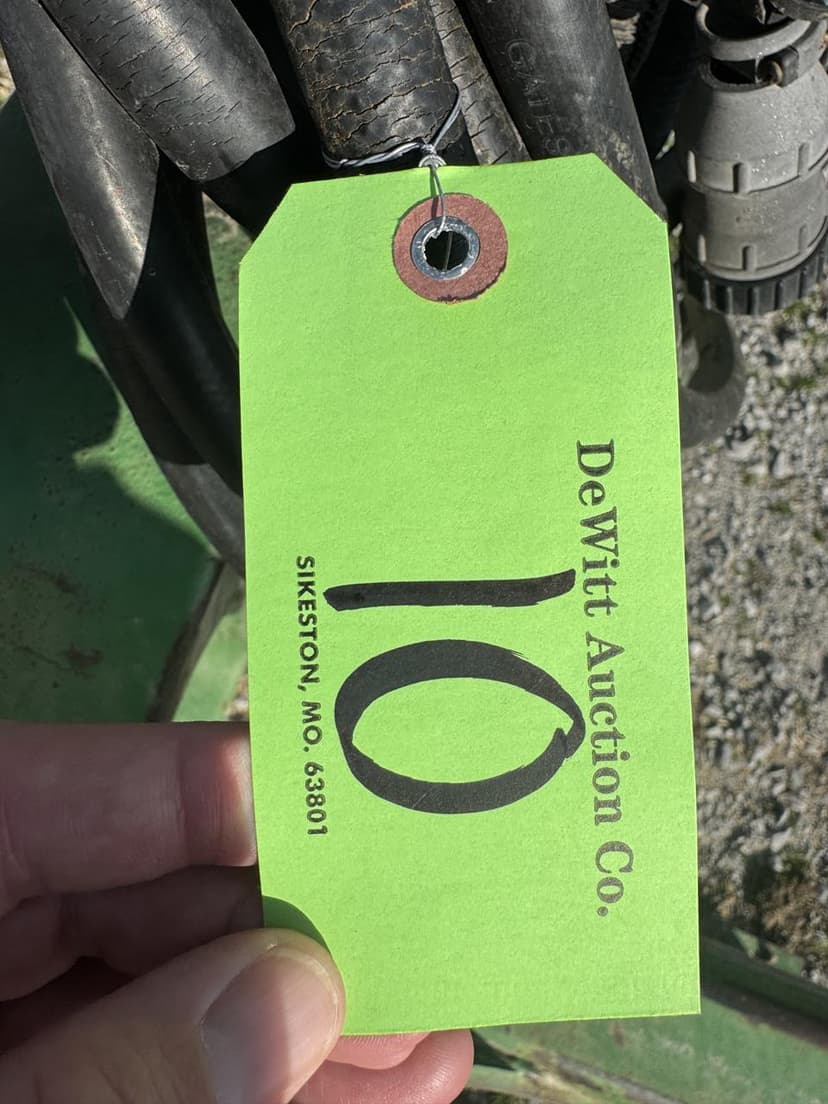 DeWitt Auction Co.
10
SIKESTON, MO. 63801
GATES